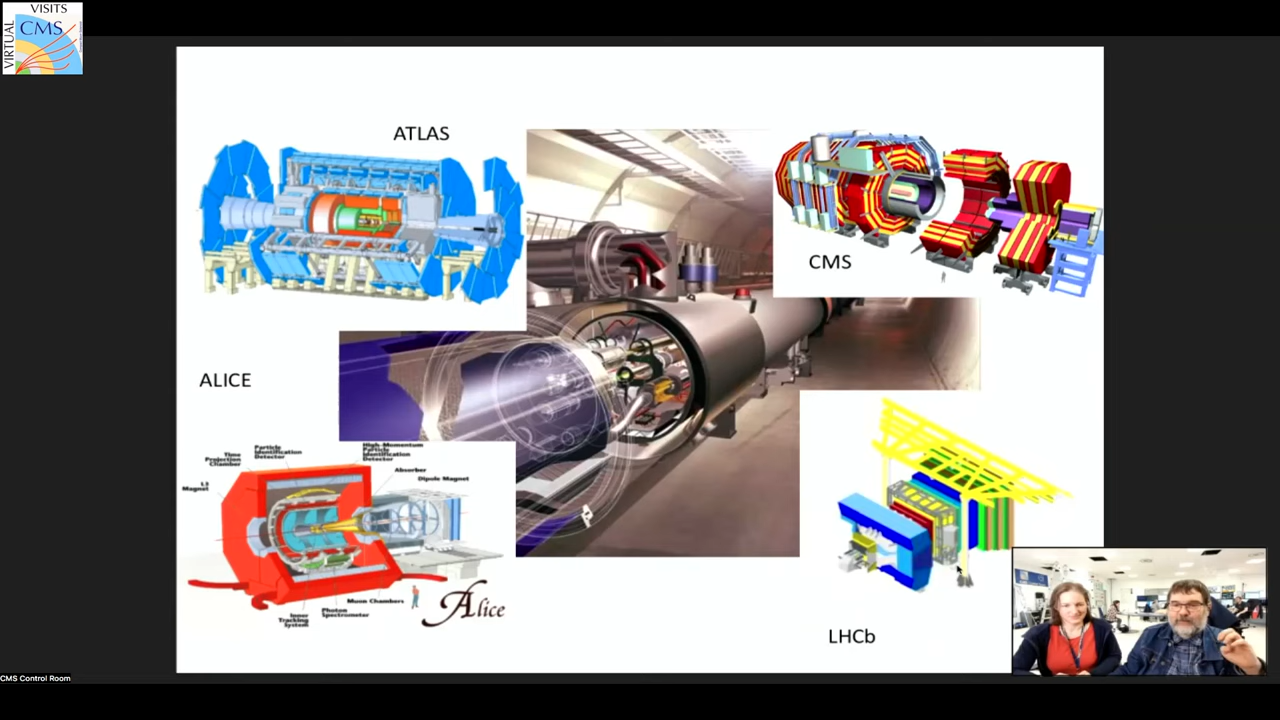 VIRTUAL
VISITS
CMS
ATLAS
CMS
ALICE
Time
Projection
Chamber
Particle
Identification
Detector
High-Momentum
Particle
Identification
Detector
Absorber
Dipole Magnet
L3
Magnet
Inner
Tracking
System
Photon
Spectrometer
Muon Chambers
Alice
LHCb
CMS Control Room